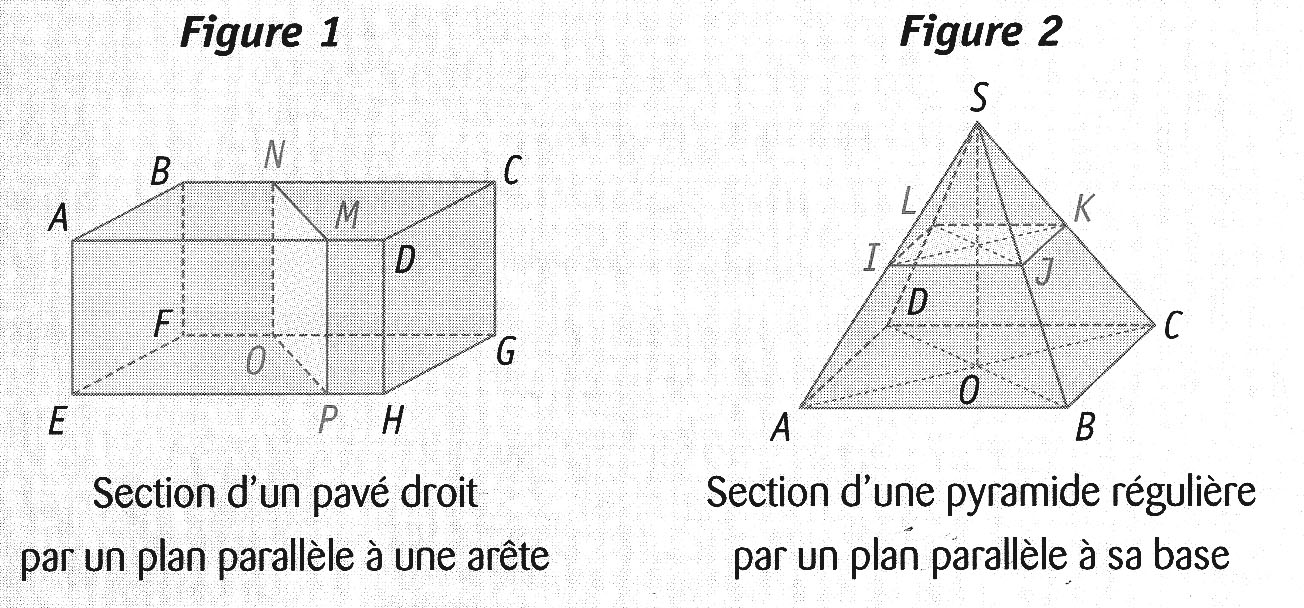 Figure 1
Figure 2
S
B
N
C
A
M
D
F
O
G
E
P
H
L
K
I
J
D
C
O
A
B
Section d'un pavé droit
par un plan parallèle à une arête
Section d'une pyramide régulière
par un plan parallèle à sa base